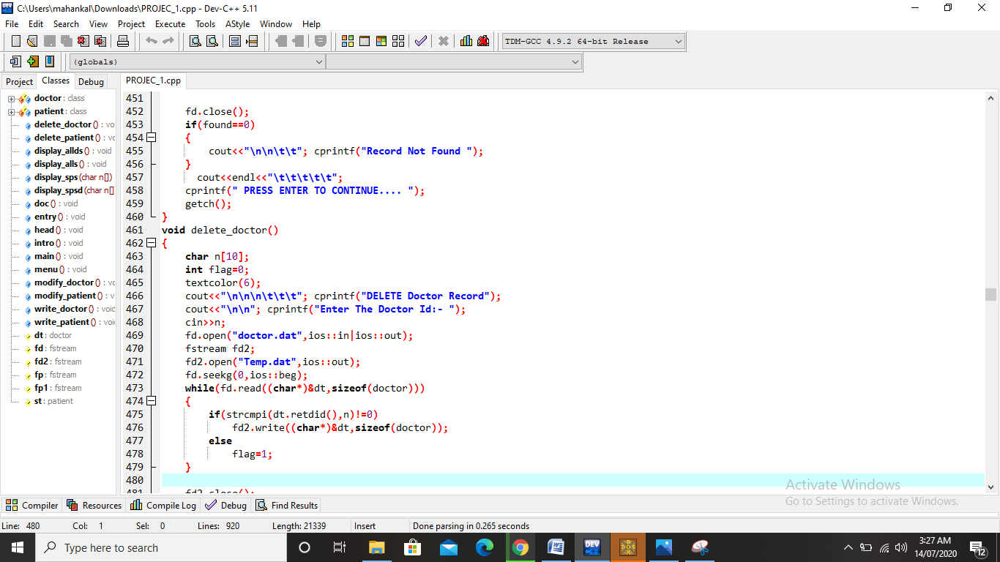 C:\Users\mahankal\Downloads\PROJEC_1.cpp - Dev-C++ 5.11
File Edit Search View Project Execute Tools AStyle Window Help
TDM-GCC 4.9.2 64-bit Release
(globals)
Project Classes Debug
PROJEC_1.cpp
doctor : class
patient : class
delete_doctor () : vo
delete_patient () : vc
display_allds () : void
display_alls () : void
display_sps (char n[])
display_spsd (char n[]
doc () : void
entry () : void
head () : void
intro () : void
main () : void
menu () : void
modify_doctor () : vc
modify_patient () : v
write_doctor () : voic
write_patient () : voi
dt : doctor
fd : fstream
fd2 : fstream
fp : fstream
fp1 : fstream
st : patient
451
452 fd.close();
453 if(found==0)
454 {
455 cout<<"\n\n\t\t"; cprintf("Record Not Found ");
456 }
457 cout<<endl<<"\t\t\t\t\t";
458 cprintf(" PRESS ENTER TO CONTINUE.... ");
459 getch();
460 }
461 void delete_doctor()
462 {
463 char n[10];
464 int flag=0;
465 textcolor(6);
466 cout<<"\n\n\n\t\t\t"; cprintf("DELETE Doctor Record");
467 cout<<"\n\n"; cprintf("Enter The Doctor Id:- ");
468 cin>>n;
469 fd.open("doctor.dat",ios::in|ios::out);
470 fstream fd2;
471 fd2.open("Temp.dat",ios::out);
472 fd.seekg(0,ios::beg);
473 while(fd.read((char*)&dt,sizeof(doctor)))
474 {
475 if(strcmpi(dt.retdid(),n)!=0)
476 fd2.write((char*)&dt,sizeof(doctor));
477 else
478 flag=1;
479 }
480
481 fd2.close();
Activate Windows
Go to Settings to activate Windows.
Compiler Resources Compile Log Debug Find Results
Line: 480 Col: 1 Sel: 0 Lines: 920 Length: 21339 Insert Done parsing in 0.265 seconds
Type here to search
3:27 AM
14/07/2020
12